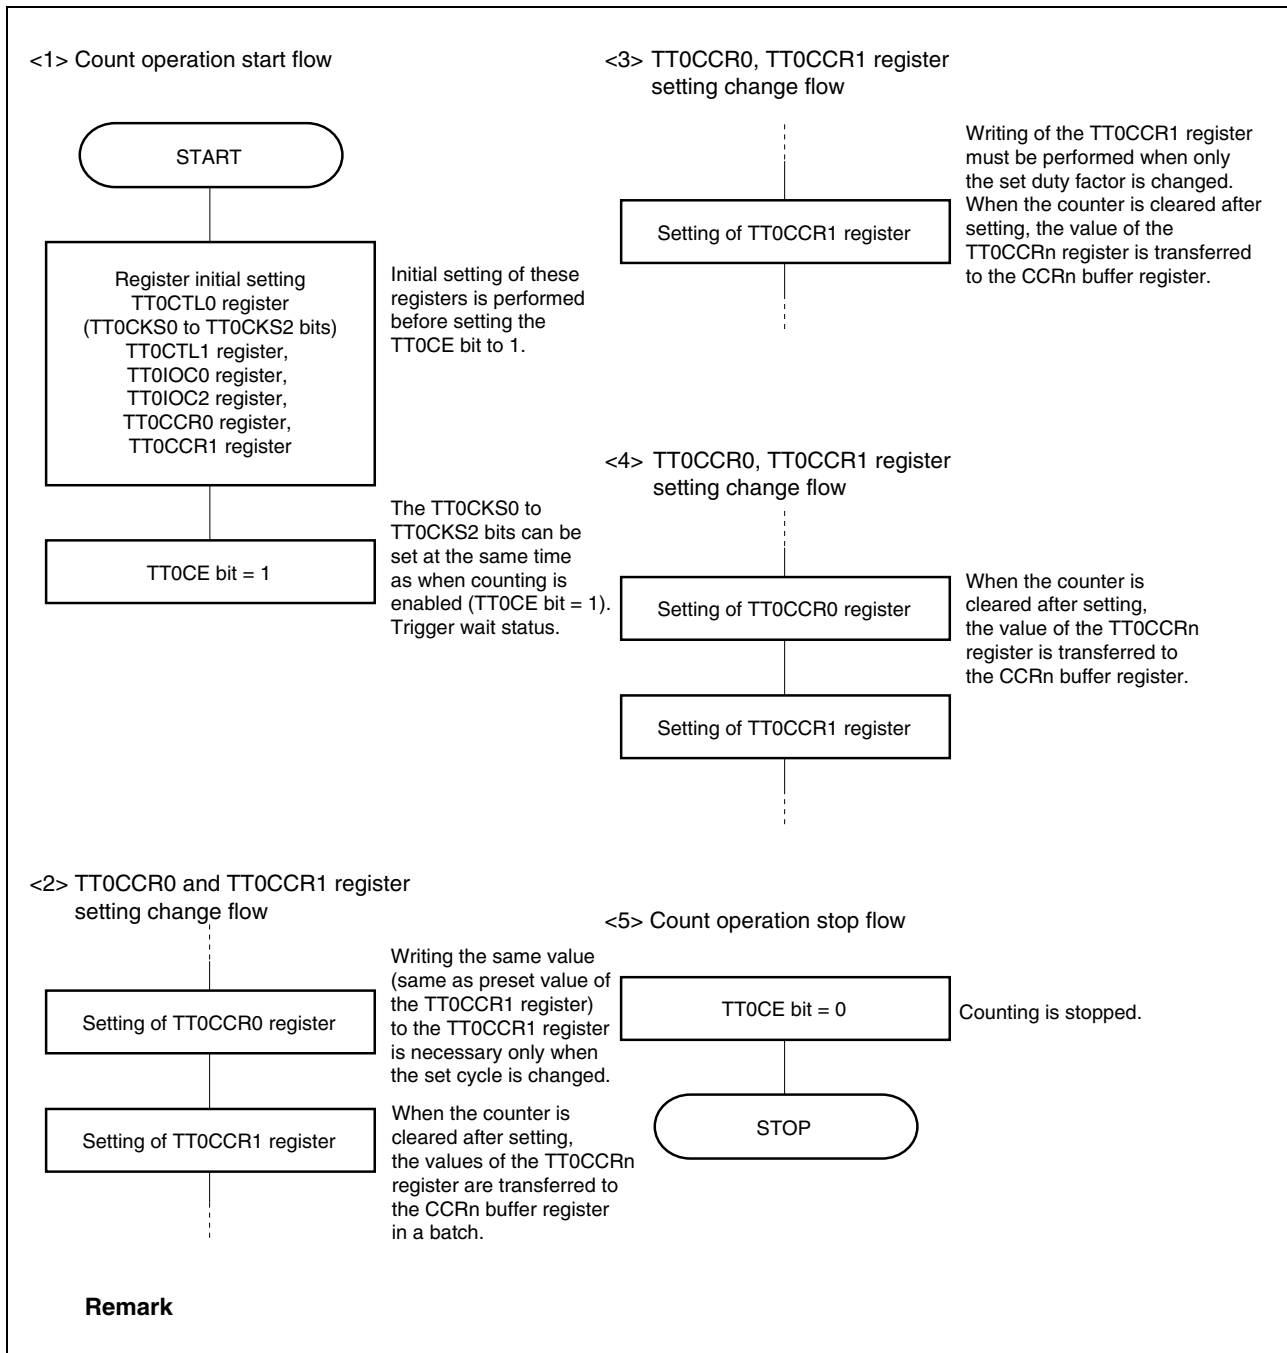 <1> Count operation start flow
START
Register initial setting
TT0CTL0 register
(TT0CKS0 to TT0CKS2 bits)
TT0CTL1 register,
TT0IOC0 register,
TT0IOC2 register,
TT0CCR0 register,
TT0CCR1 register
Initial setting of these
registers is performed
before setting the
TT0CE bit to 1.
TT0CE bit = 1
The TT0CKS0 to
TT0CKS2 bits can be
set at the same time
as when counting is
enabled (TT0CE bit = 1).
Trigger wait status.
<2> TT0CCR0 and TT0CCR1 register
setting change flow
Setting of TT0CCR0 register
Writing the same value
(same as preset value of
the TT0CCR1 register)
to the TT0CCR1 register
is necessary only when
the set cycle is changed.
Setting of TT0CCR1 register
When the counter is
cleared after setting,
the values of the TT0CCRn
register are transferred to
the CCRn buffer register
in a batch.
<3> TT0CCR0, TT0CCR1 register
setting change flow
Setting of TT0CCR1 register
Writing of the TT0CCR1 register
must be performed when only
the set duty factor is changed.
When the counter is cleared after
setting, the value of the
TT0CCRn register is transferred
to the CCRn buffer register.
<4> TT0CCR0, TT0CCR1 register
setting change flow
Setting of TT0CCR0 register
When the counter is
cleared after setting,
the value of the TT0CCRn
register is transferred to
the CCRn buffer register.
Setting of TT0CCR1 register
<5> Count operation stop flow
TT0CE bit = 0
Counting is stopped.
STOP
Remark